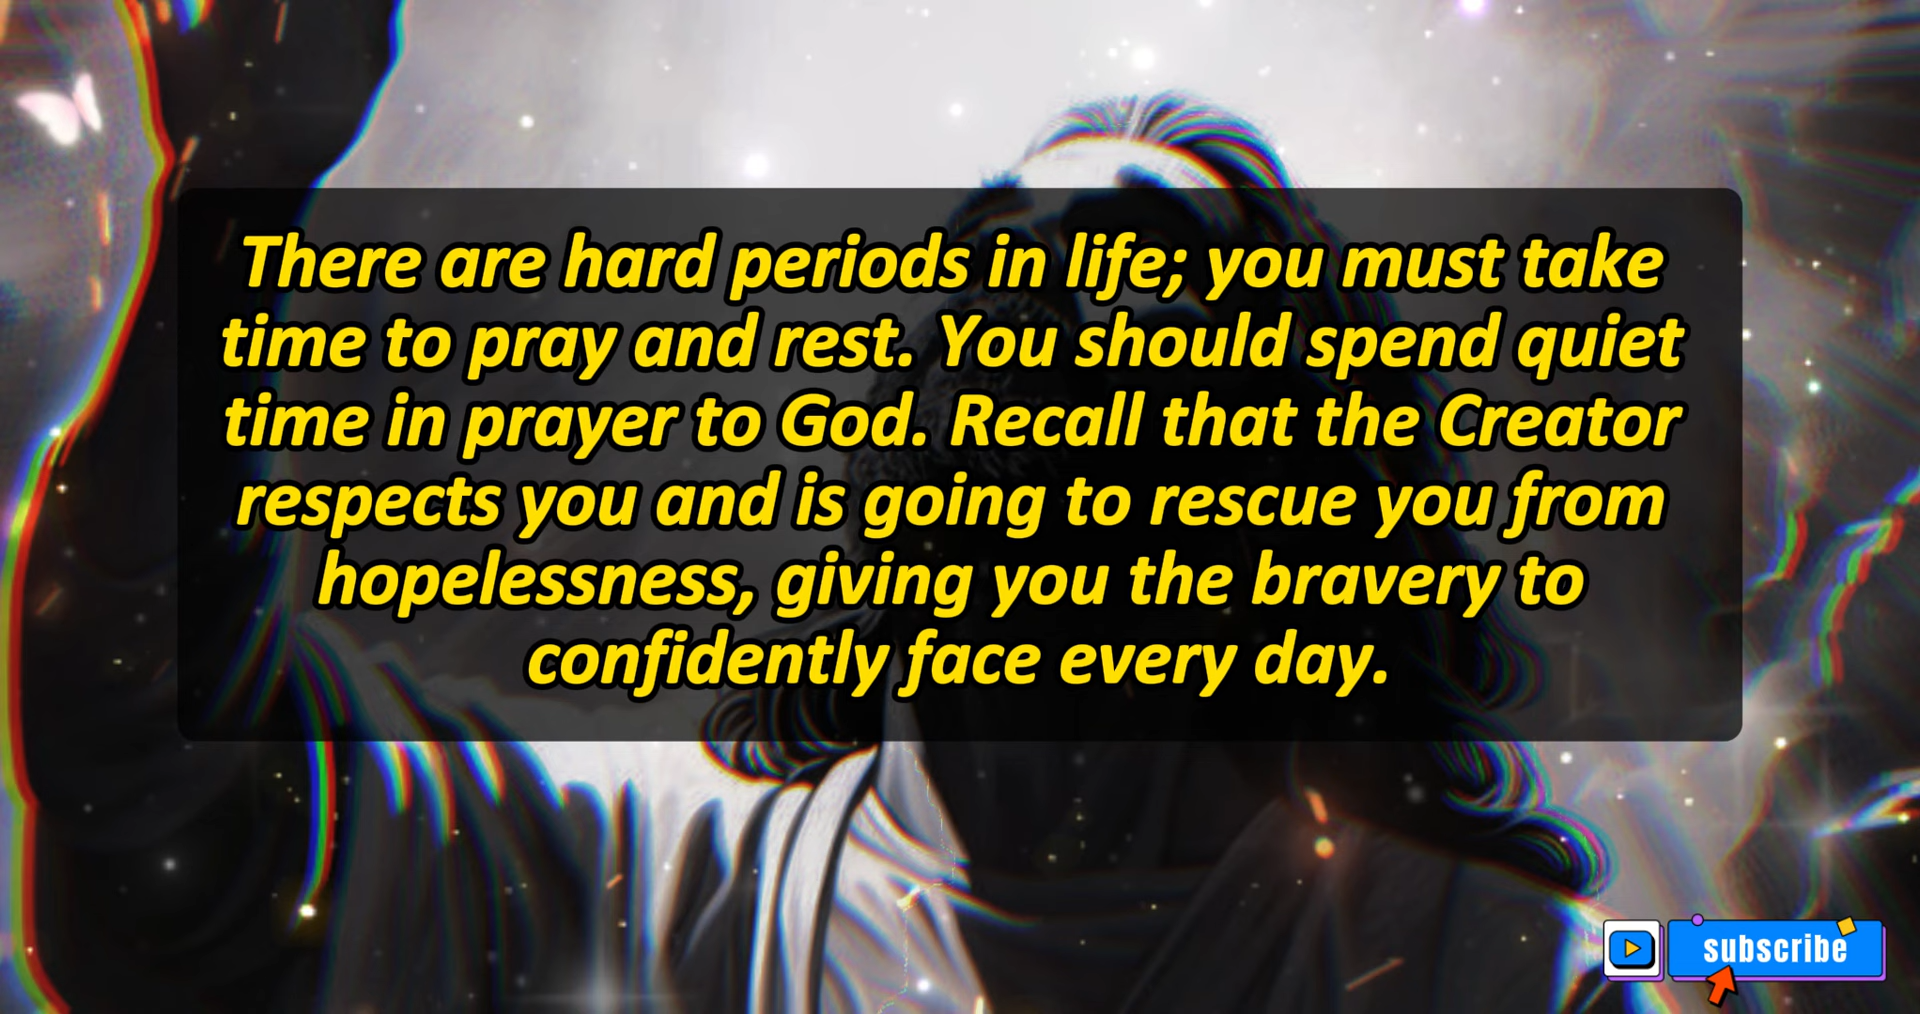 There are hard periods in life; you must take
time to pray and rest. You should spend quiet
time in prayer to God. Recall that the Creator
respects you and is going to rescue you from
hopelessness, giving you the bravery to
confidently face every day.
subscribe